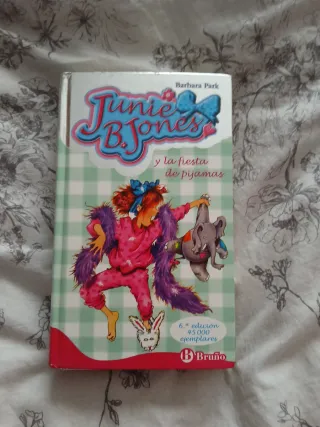 Barbara Park
Junie
B. Jones
y la fiesta
de pijamas
6.ª edición
45 000
ejemplares
B Bruño